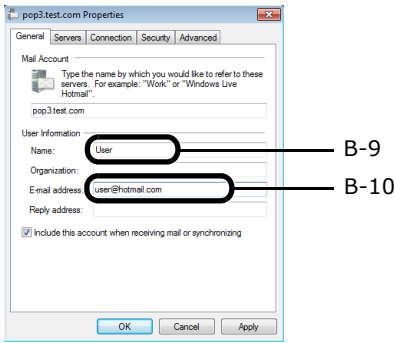 pop3.test.com Properties
General Servers Connection Security Advanced
Mail Account
Type the name by which you would like to refer to these
servers. For example: "Work" or "Windows Live
Hotmail".
pop3.test.com
User Information
Name: User
B-9
Organization:
E-mail address: user@hotmail.com
B-10
Reply address:
Include this account when receiving mail or synchronizing
OK Cancel Apply